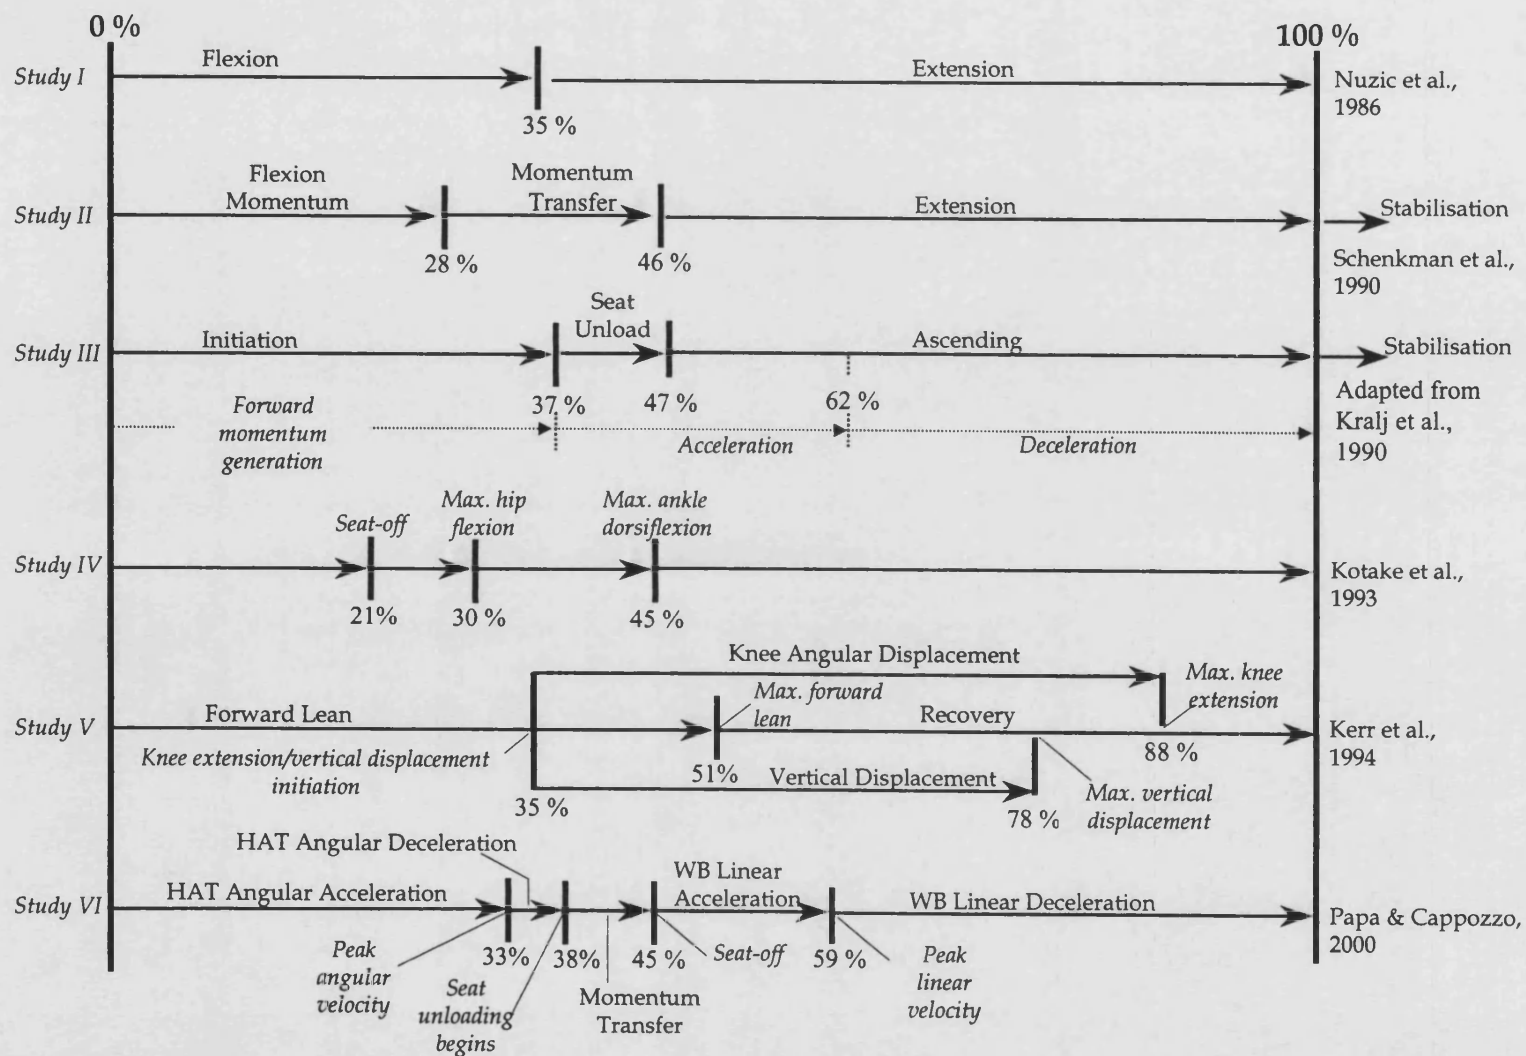 0 %
100 %
Study I
Flexion
Extension
35 %
Nuzic et al.,
1986
Study II
Flexion
Momentum
Momentum
Transfer
Extension
Stabilisation
28 %
46 %
Schenkman et al.,
1990
Study III
Initiation
Seat
Unload
Ascending
Stabilisation
37 %
47 %
62 %
Adapted from
Kralj et al.,
1990
Forward
momentum
generation
Acceleration
Deceleration
Study IV
Seat-off
Max. hip
flexion
Max. ankle
dorsiflexion
21%
30 %
45 %
Kotake et al.,
1993
Study V
Knee Angular Displacement
Max. knee
extension
Forward Lean
Max. forward
lean
Recovery
Knee extension/vertical displacement
initiation
51%
88 %
Kerr et al.,
1994
Vertical Displacement
35 %
78 %
Max. vertical
displacement
Study VI
HAT Angular Deceleration
HAT Angular Acceleration
WB Linear
Acceleration
WB Linear Deceleration
33%
38%
45 %
Seat-off
59 %
Peak
angular
velocity
Seat
unloading
begins
Momentum
Transfer
Peak
linear
velocity
Papa & Cappozzo,
2000